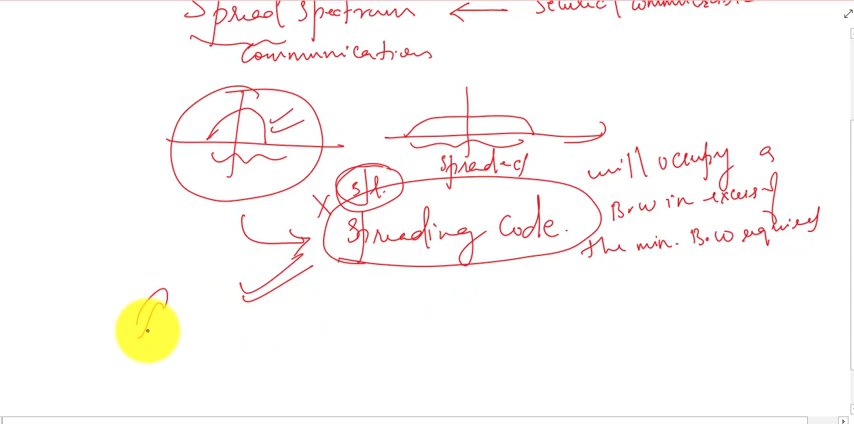 Spread Spectrum ←
Communications
Spreaded
will occupy a
B.w in excess of
the min. B.w required
Spreading Code.